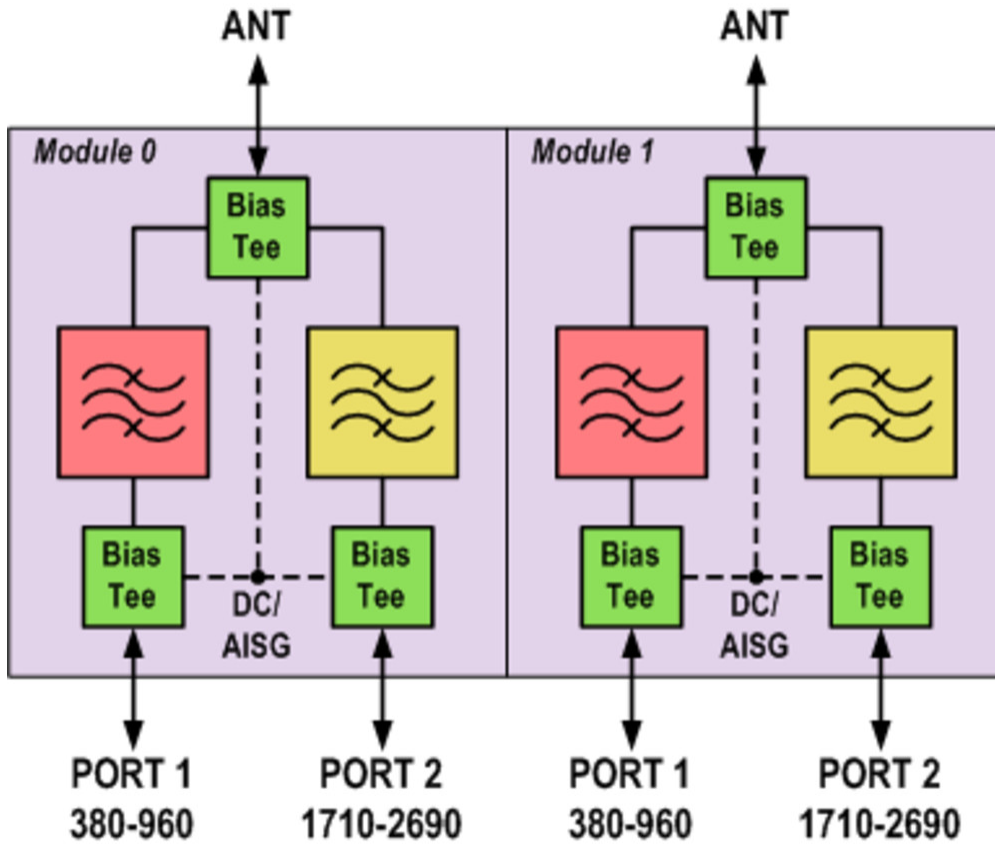 ANT
ANT
Module 0
Module 1
Bias
Tee
Bias
Tee
Bias
Tee
Bias
Tee
Bias
Tee
Bias
Tee
DC/
AISG
DC/
AISG
PORT 1
380-960
PORT 2
1710-2690
PORT 1
380-960
PORT 2
1710-2690